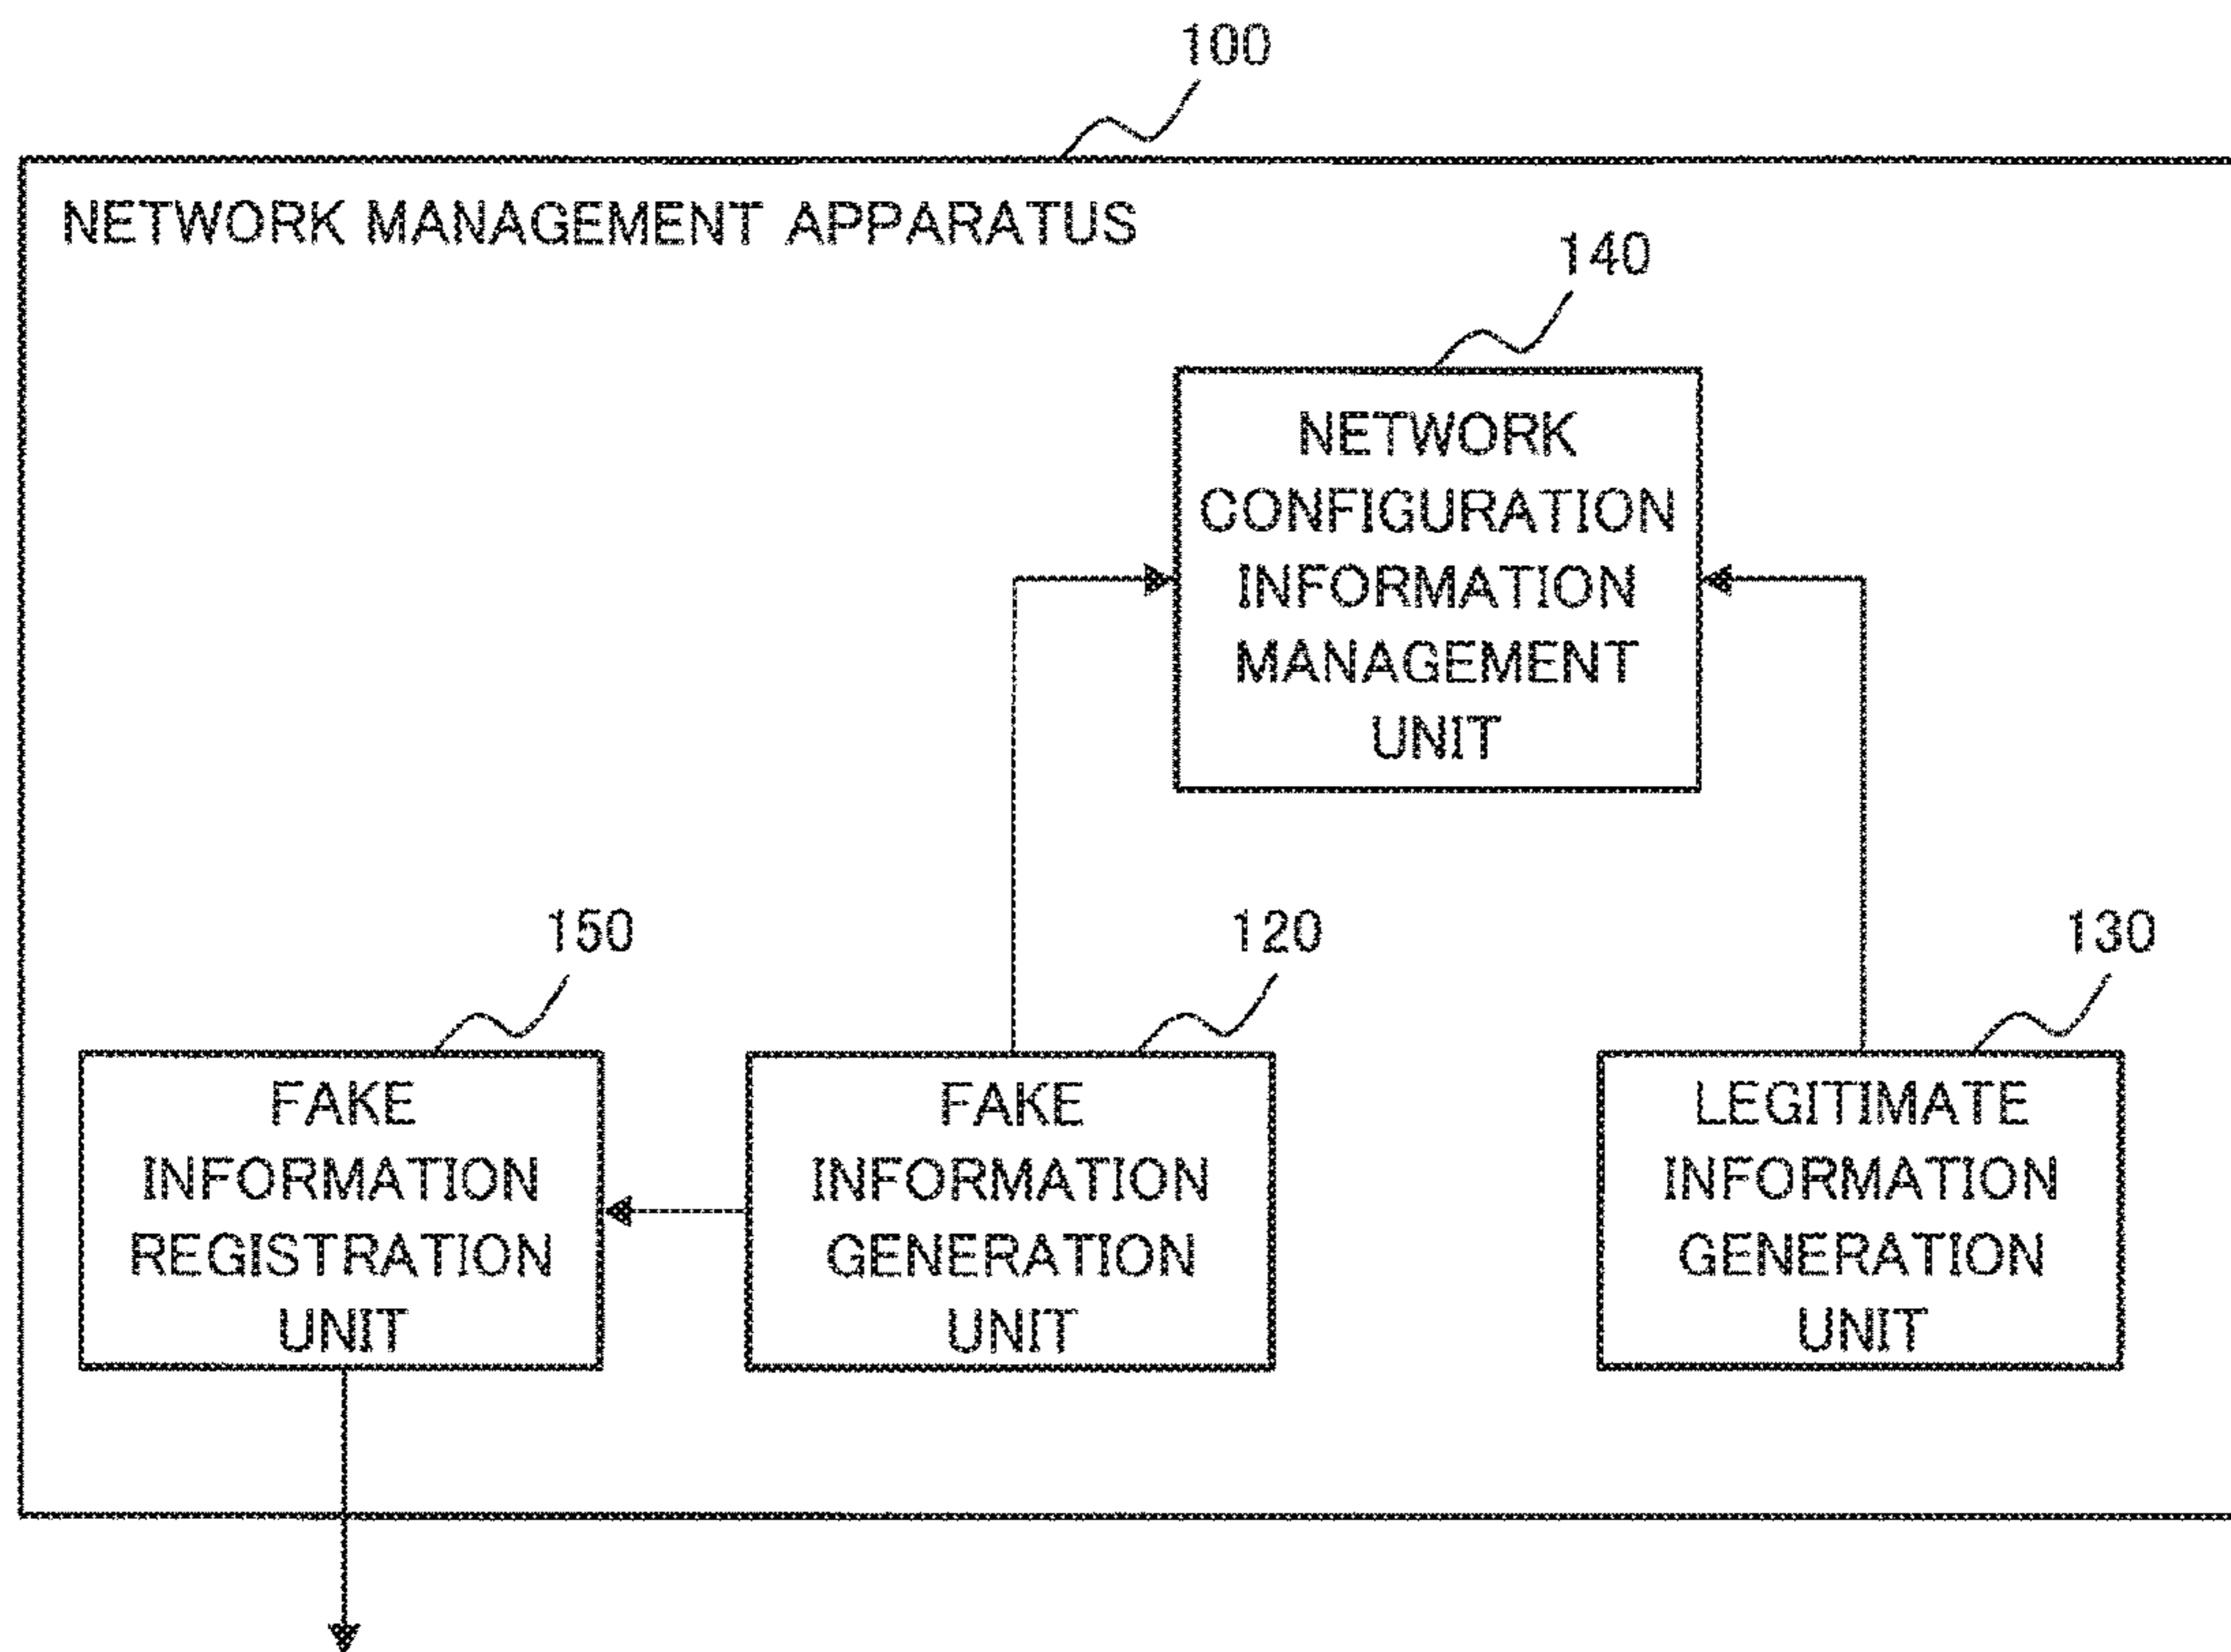 100
NETWORK MANAGEMENT APPARATUS
140
NETWORK
CONFIGURATION
INFORMATION
MANAGEMENT
UNIT
150
FAKE
INFORMATION
REGISTRATION
UNIT
120
FAKE
INFORMATION
GENERATION
UNIT
130
LEGITIMATE
INFORMATION
GENERATION
UNIT